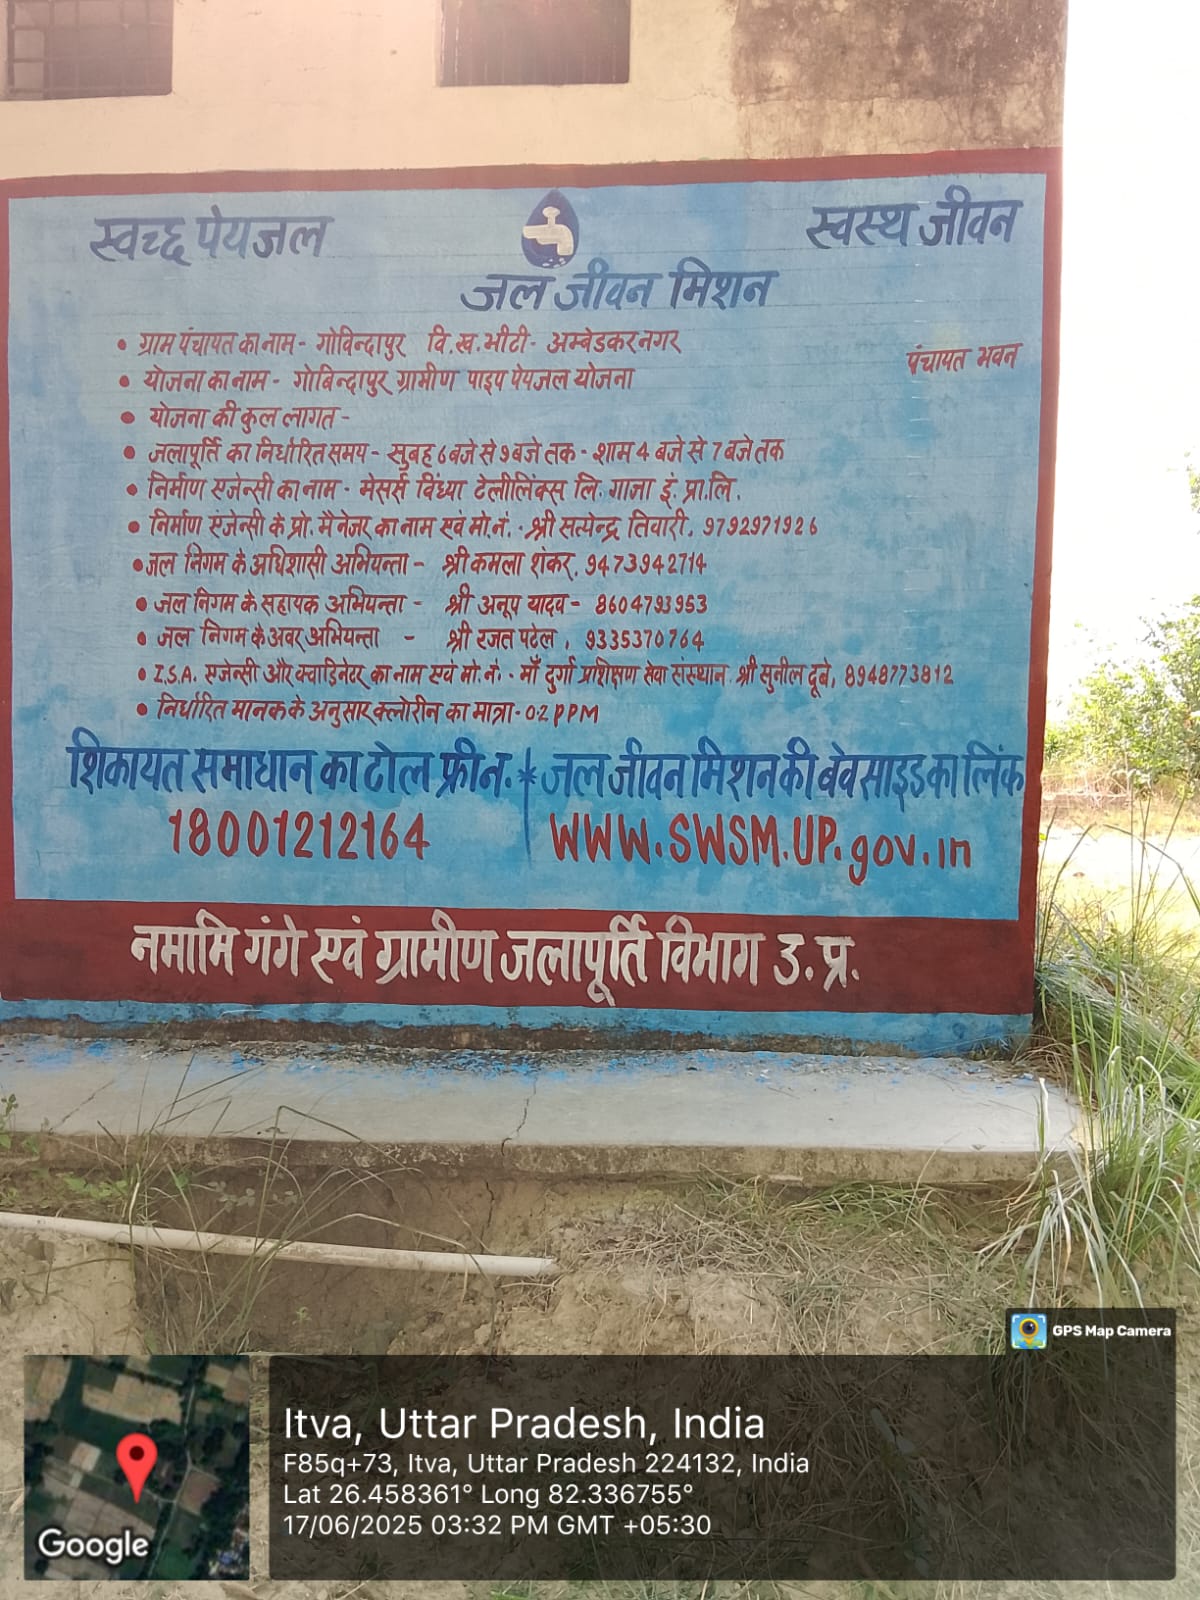 स्वच्छ पेयजल
स्वस्थ जीवन
जल जीवन मिशन
• ग्राम पंचायत का नाम - गोविन्दापुर वि.ख. भीटी - अम्बेडकर नगर
पंचायत भवन
• योजना का नाम - गोबिन्दापुर ग्रामीण पाइप पेयजल योजना
• योजना की कुल लागत -
• जलापूर्ति का निर्धारित समय - सुबह 6 बजे से 9 बजे तक - शाम 4 बजे से 7 बजे तक
• निर्माण एजेन्सी का नाम - मेसर्स विंध्या टेलीलिंक्स लि. गाजा इं. प्रा.लि.
• निर्माण एंजेन्सी के प्रो. मैनेजर का नाम एवं मो.नं. - श्री सत्येन्द्र तिवारी, 9792971926
• जल निगम के अधिशासी अभियन्ता - श्री कमला शंकर, 9473942714
• जल निगम के सहायक अभियन्ता - श्री अनूप यादव - 8604793953
• जल निगम के अवर अभियन्ता - श्री रजत पटेल, 9335370764
• I.S.A. एजेन्सी और क्वाडिनेटर का नाम एवं मो.नं. - माँ दुर्गा प्रशिक्षण सेवा संस्थान श्री सुनील दूबे, 8948773812
• निर्धारित मानक के अनुसार क्लोरीन का मात्रा - 0.2 PPM
शिकायत समाधान का टोल फ्री न. * जल जीवन मिशन की वेव साइड का लिंक
18001212164 WWW.SWSM.UP.gov.in
नमामि गंगे एवं ग्रामीण जलापूर्ति विभाग उ.प्र.
GPS Map Camera
Itva, Uttar Pradesh, India
F85q+73, Itva, Uttar Pradesh 224132, India
Lat 26.458361° Long 82.336755°
17/06/2025 03:32 PM GMT +05:30
Google